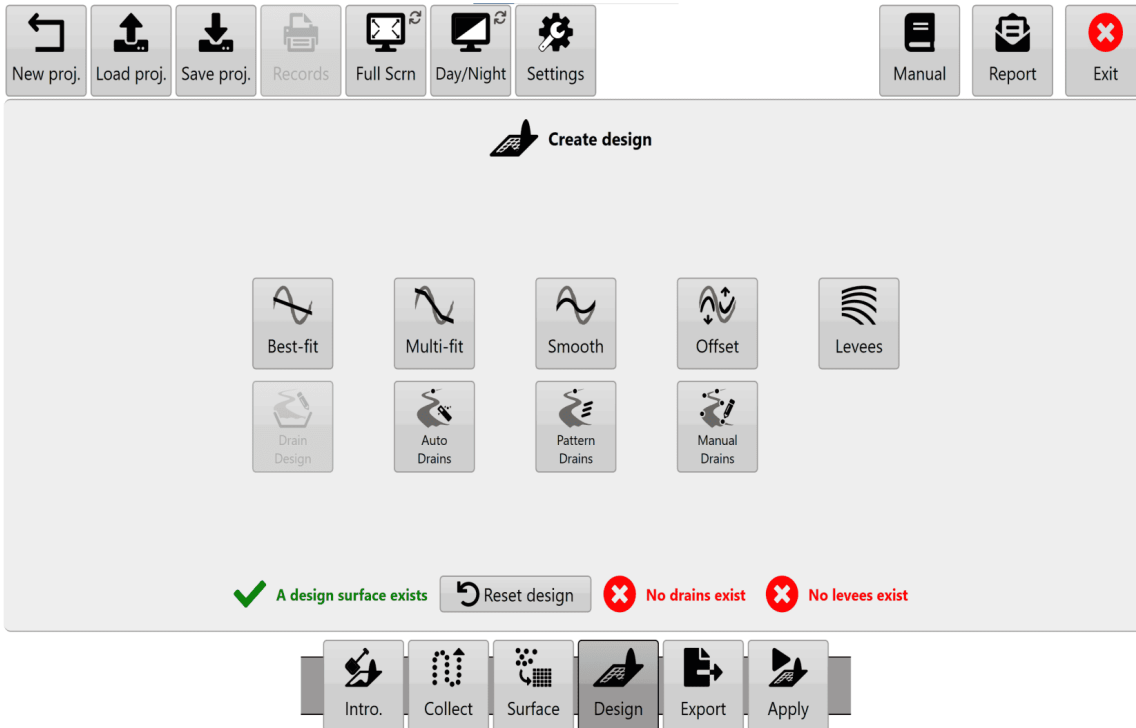 New proj.
Load proj.
Save proj.
Records
Full Scrn
Day/Night
Settings
Manual
Report
Exit
Create design
Best-fit
Multi-fit
Smooth
Offset
Levees
Drain
Design
Auto
Drains
Pattern
Drains
Manual
Drains
A design surface exists
Reset design
No drains exist
No levees exist
Intro.
Collect
Surface
Design
Export
Apply